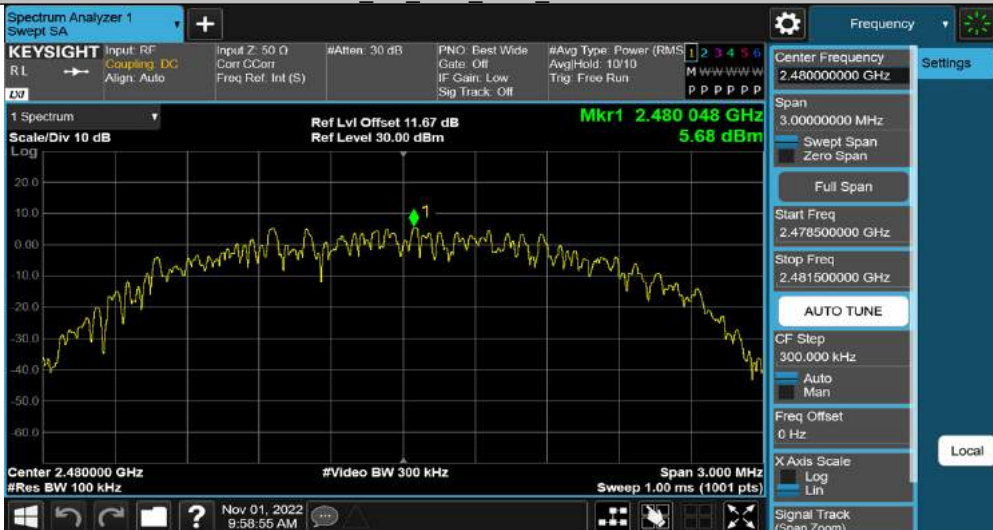 Spectrum Analyzer 1
Swept SA
+
Frequency
KEYSIGHT
RL
LXI
Input: RF
Coupling: DC
Align: Auto
Input Z: 50 Ω
Corr CCorr
Freq Ref: Int (S)
#Atten: 30 dB
PNO: Best Wide
Gate: Off
IF Gain: Low
Sig Track: Off
#Avg Type: Power (RMS
Avg|Hold: 10/10
Trig: Free Run
1 2 3 4 5 6
M W W W W W
P P P P P P
1 Spectrum
Scale/Div 10 dB
Ref Lvl Offset 11.67 dB
Ref Level 30.00 dBm
Mkr1 2.480 048 GHz
5.68 dBm
Log
20.0
10.0
0.00
-10.0
-20.0
-30.0
-40.0
-50.0
-60.0
1
Center 2.480000 GHz
#Res BW 100 kHz
#Video BW 300 kHz
Span 3.000 MHz
Sweep 1.00 ms (1001 pts)
?
Nov 01, 2022
9:58:55 AM
Center Frequency
2.480000000 GHz
Span
3.00000000 MHz
Swept Span
Zero Span
Full Span
Start Freq
2.478500000 GHz
Stop Freq
2.481500000 GHz
AUTO TUNE
CF Step
300.000 kHz
Auto
Man
Freq Offset
0 Hz
X Axis Scale
Log
Lin
Signal Track
(Span Zoom)
Settings
Local